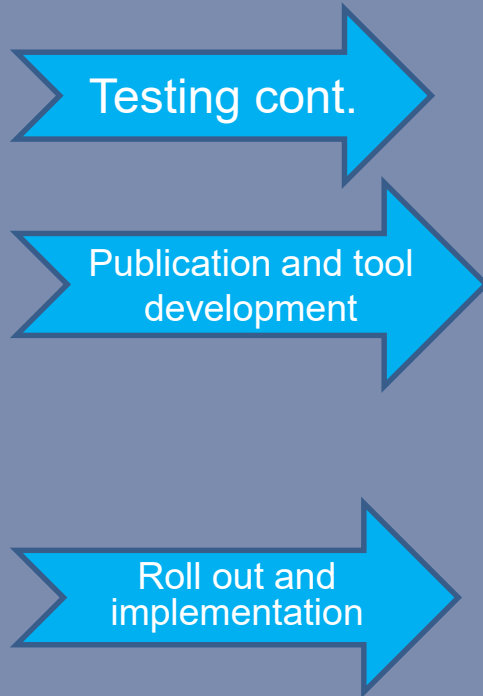 Testing cont.
Publication and tool
development
Roll out and
implementation